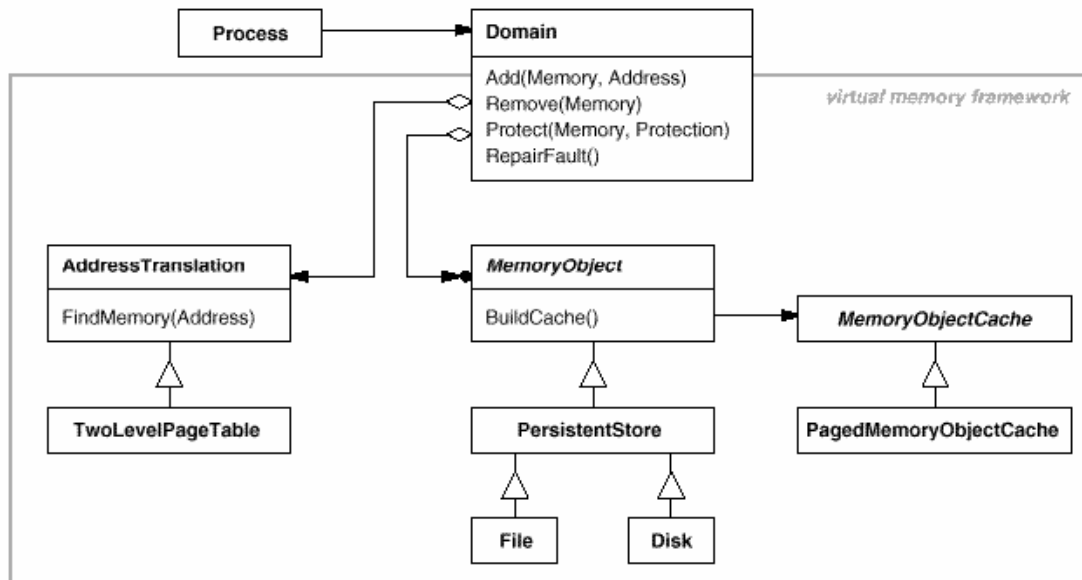 Process
Domain
Add(Memory, Address)
Remove(Memory)
Protect(Memory, Protection)
RepairFault()
virtual memory framework
AddressTranslation
FindMemory(Address)
MemoryObject
BuildCache()
MemoryObjectCache
TwoLevelPageTable
PersistentStore
PagedMemoryObjectCache
File
Disk